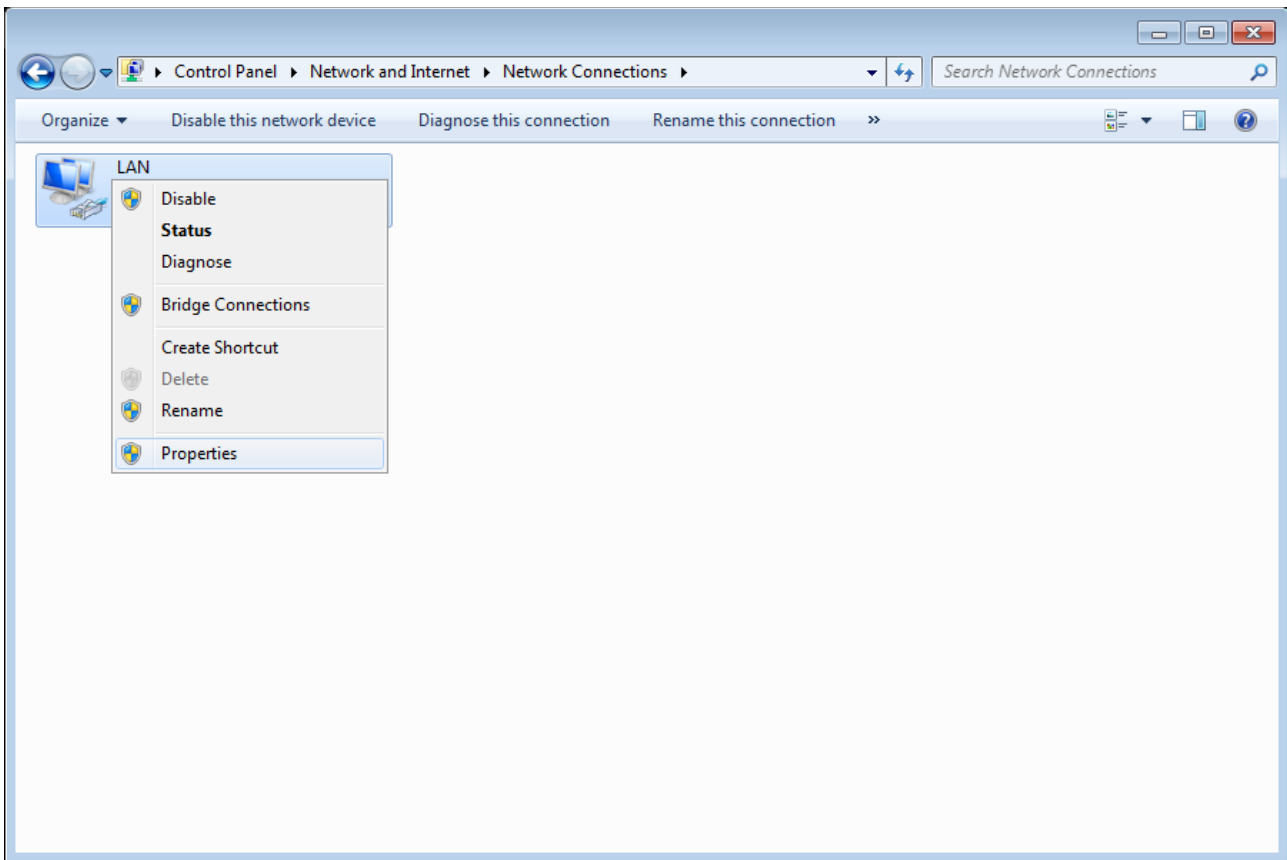 Control Panel Network and Internet Network Connections
Search Network Connections
Organize Disable this network device Diagnose this connection Rename this connection »
LAN
Disable
Status
Diagnose
Bridge Connections
Create Shortcut
Delete
Rename
Properties